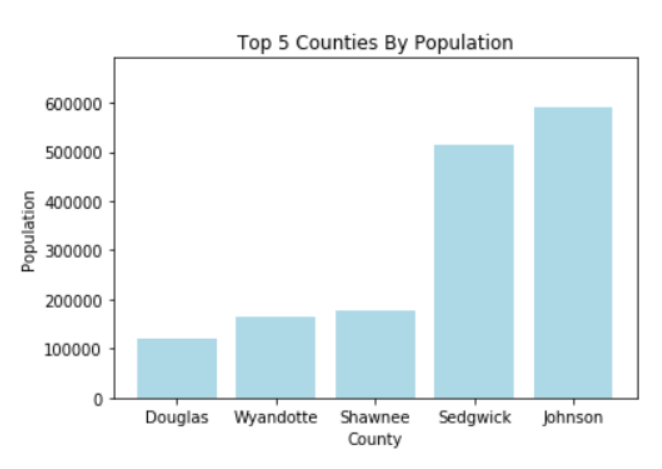 Top 5 Counties By Population
Population
600000
500000
400000
300000
200000
100000
0
Douglas Wyandotte Shawnee Sedgwick Johnson
County